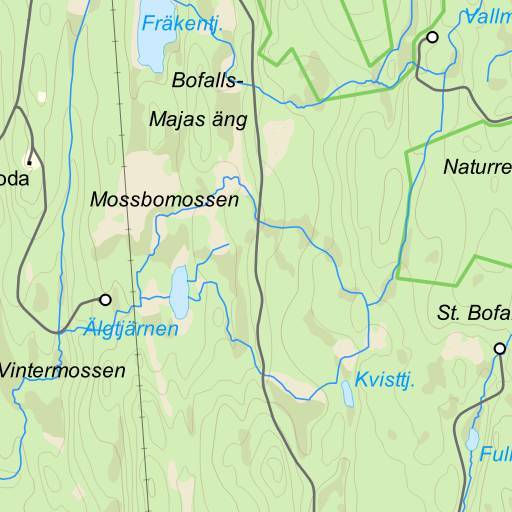 Fräkentj.
Vallm
Bofalls-
Majas äng
Naturre
oda
Mossbomossen
St. Bofa
Älgtjärnen
Vintermossen
Kvisttj.
Full